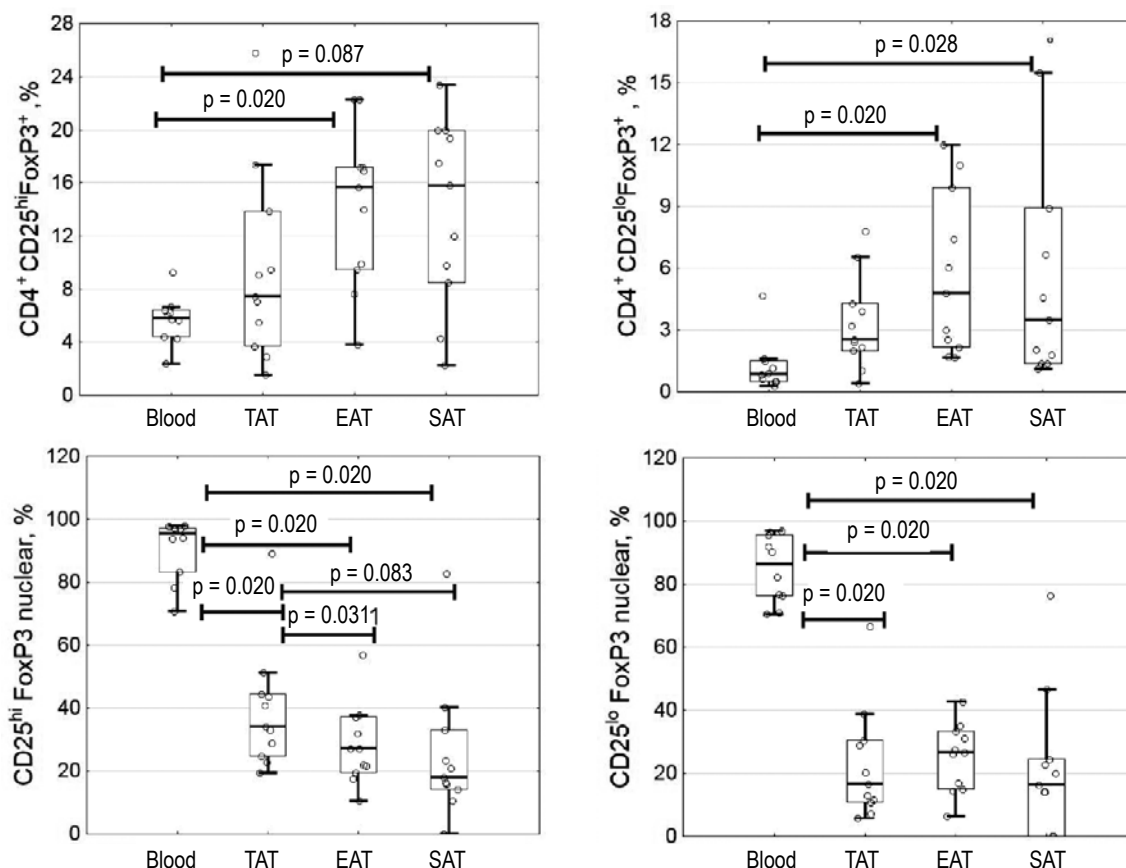 CD4+ CD25hiFoxP3+, %
28
24
20
16
12
8
4
0
p = 0.087
p = 0.020
Blood TAT EAT SAT
CD4+ CD25loFoxP3+ , %
18
15
12
9
6
3
0
p = 0.028
p = 0.020
Blood TAT EAT SAT
CD25hi FoxP3 nuclear, %
120
100
80
60
40
20
0
p = 0.020
p = 0.020
p = 0.020
p = 0.083
p = 0.0311
Blood TAT EAT SAT
CD25lo FoxP3 nuclear, %
120
100
80
60
40
20
0
p = 0.020
p = 0.020
p = 0.020
Blood TAT EAT SAT